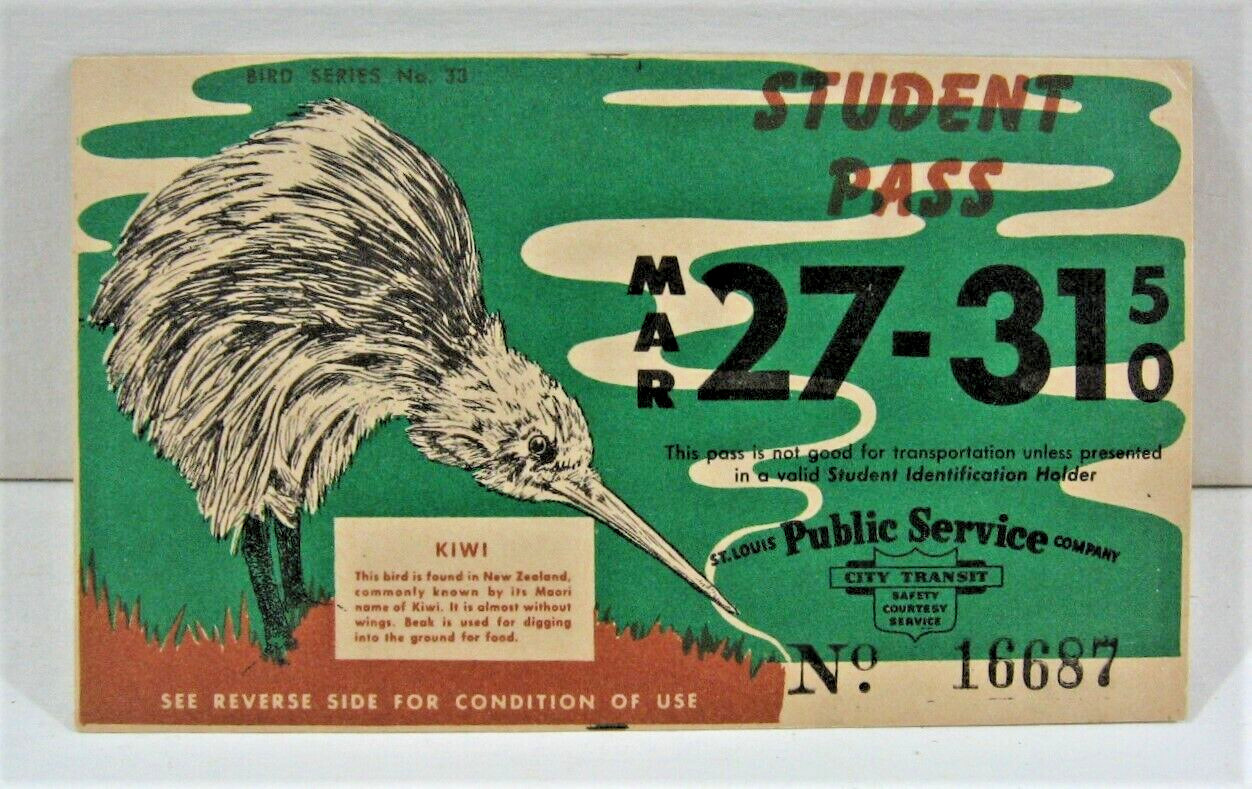 BIRD SERIES No. 33
STUDENT
PASS
MAR
27-31
50
This pass is not good for transportation unless presented
in a valid Student Identification Holder
ST. LOUIS Public Service COMPANY
CITY TRANSIT
SAFETY
COURTESY
SERVICE
No. 16687
KIWI
This bird is found in New Zealand,
commonly known by its Maori
name of Kiwi. It is almost without
wings. Beak is used for digging
into the ground for food.
SEE REVERSE SIDE FOR CONDITION OF USE